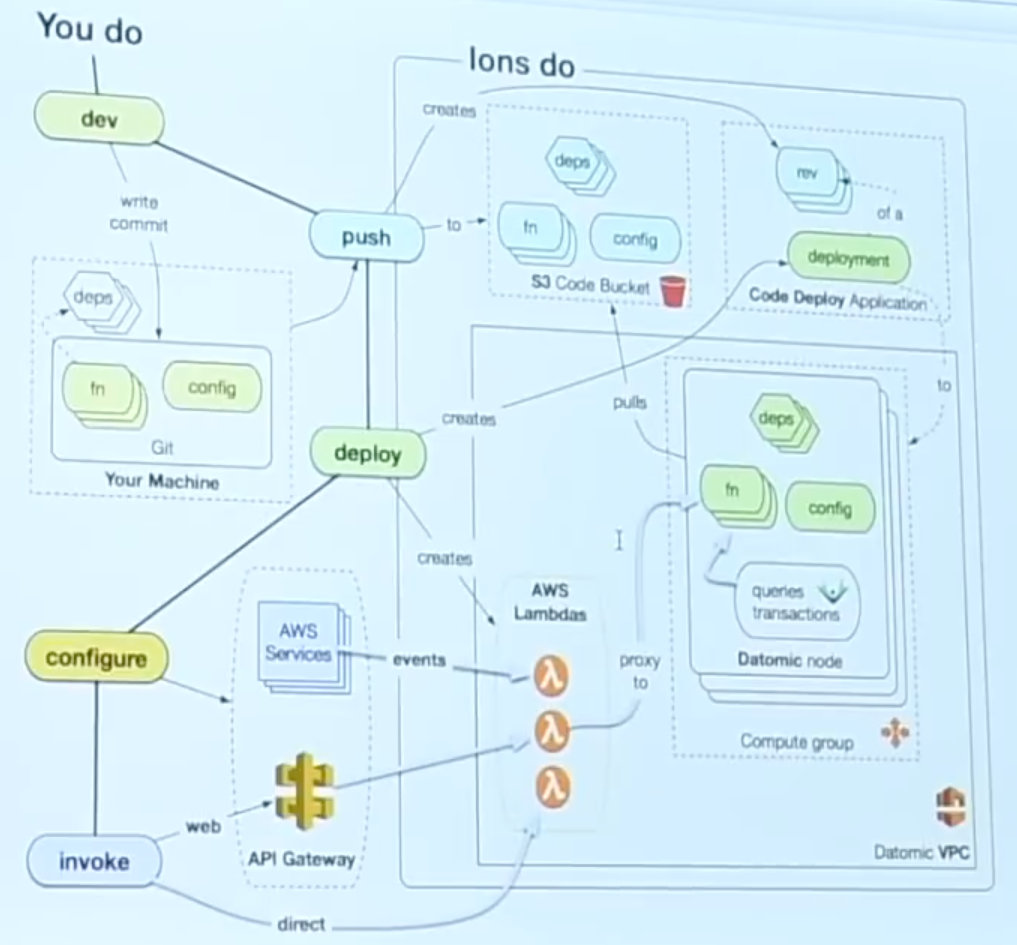 You do
Ions do
dev
creates
deps
rev
write
commit
of a
push
to
fn
config
deployment
S3 Code Bucket
Code Deploy Application
deps
fn
config
Git
Your Machine
to
pulls
creates
deploy
deps
fn
config
creates
queries
transactions
Datomic node
AWS
Lambdas
AWS
Services
events
configure
proxy
to
λ
λ
λ
Compute group
web
API Gateway
invoke
Datomic VPC
direct